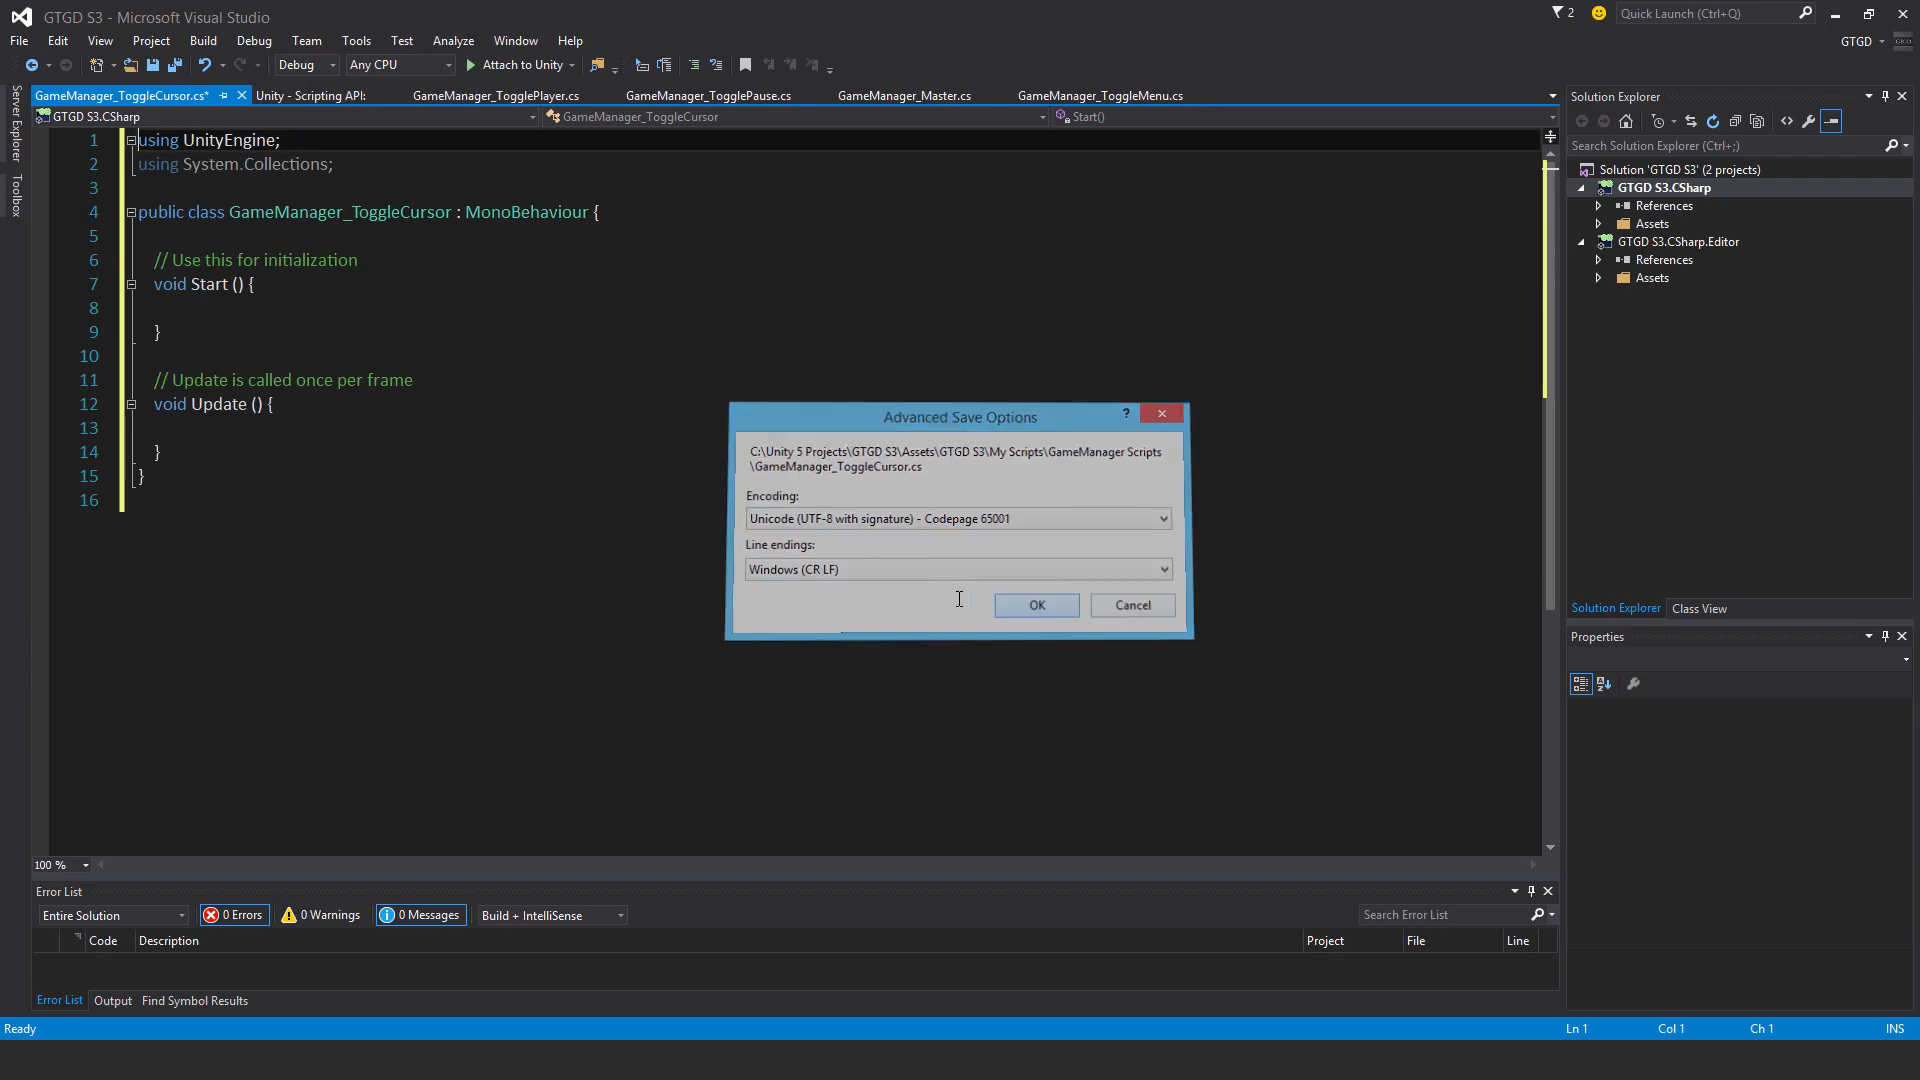 GTGD S3 - Microsoft Visual Studio
2
Quick Launch (Ctrl+Q)
File Edit View Project Build Debug Team Tools Test Analyze Window Help
GTGD
Debug Any CPU Attach to Unity
GameManager_ToggleCursor.cs* Unity - Scripting API: GameManager_TogglePlayer.cs GameManager_TogglePause.cs GameManager_Master.cs GameManager_ToggleMenu.cs
GTGD S3.CSharp GameManager_ToggleCursor Start()
Server Explorer
Toolbox
1 using UnityEngine;
2 using System.Collections;
3
4 public class GameManager_ToggleCursor : MonoBehaviour {
5
6 // Use this for initialization
7 void Start () {
8
9 }
10
11 // Update is called once per frame
12 void Update () {
13
14 }
15 }
16
Advanced Save Options
?
C:\Unity 5 Projects\GTGD S3\Assets\GTGD S3\My Scripts\GameManager Scripts
\GameManager_ToggleCursor.cs
Encoding:
Unicode (UTF-8 with signature) - Codepage 65001
Line endings:
Windows (CR LF)
OK Cancel
Solution Explorer
Search Solution Explorer (Ctrl+;)
Solution 'GTGD S3' (2 projects)
GTGD S3.CSharp
References
Assets
GTGD S3.CSharp.Editor
References
Assets
Solution Explorer Class View
Properties
100 %
Error List
Entire Solution 0 Errors 0 Warnings 0 Messages Build + IntelliSense Search Error List
Code Description Project File Line
Error List Output Find Symbol Results
Ready Ln 1 Col 1 Ch 1 INS